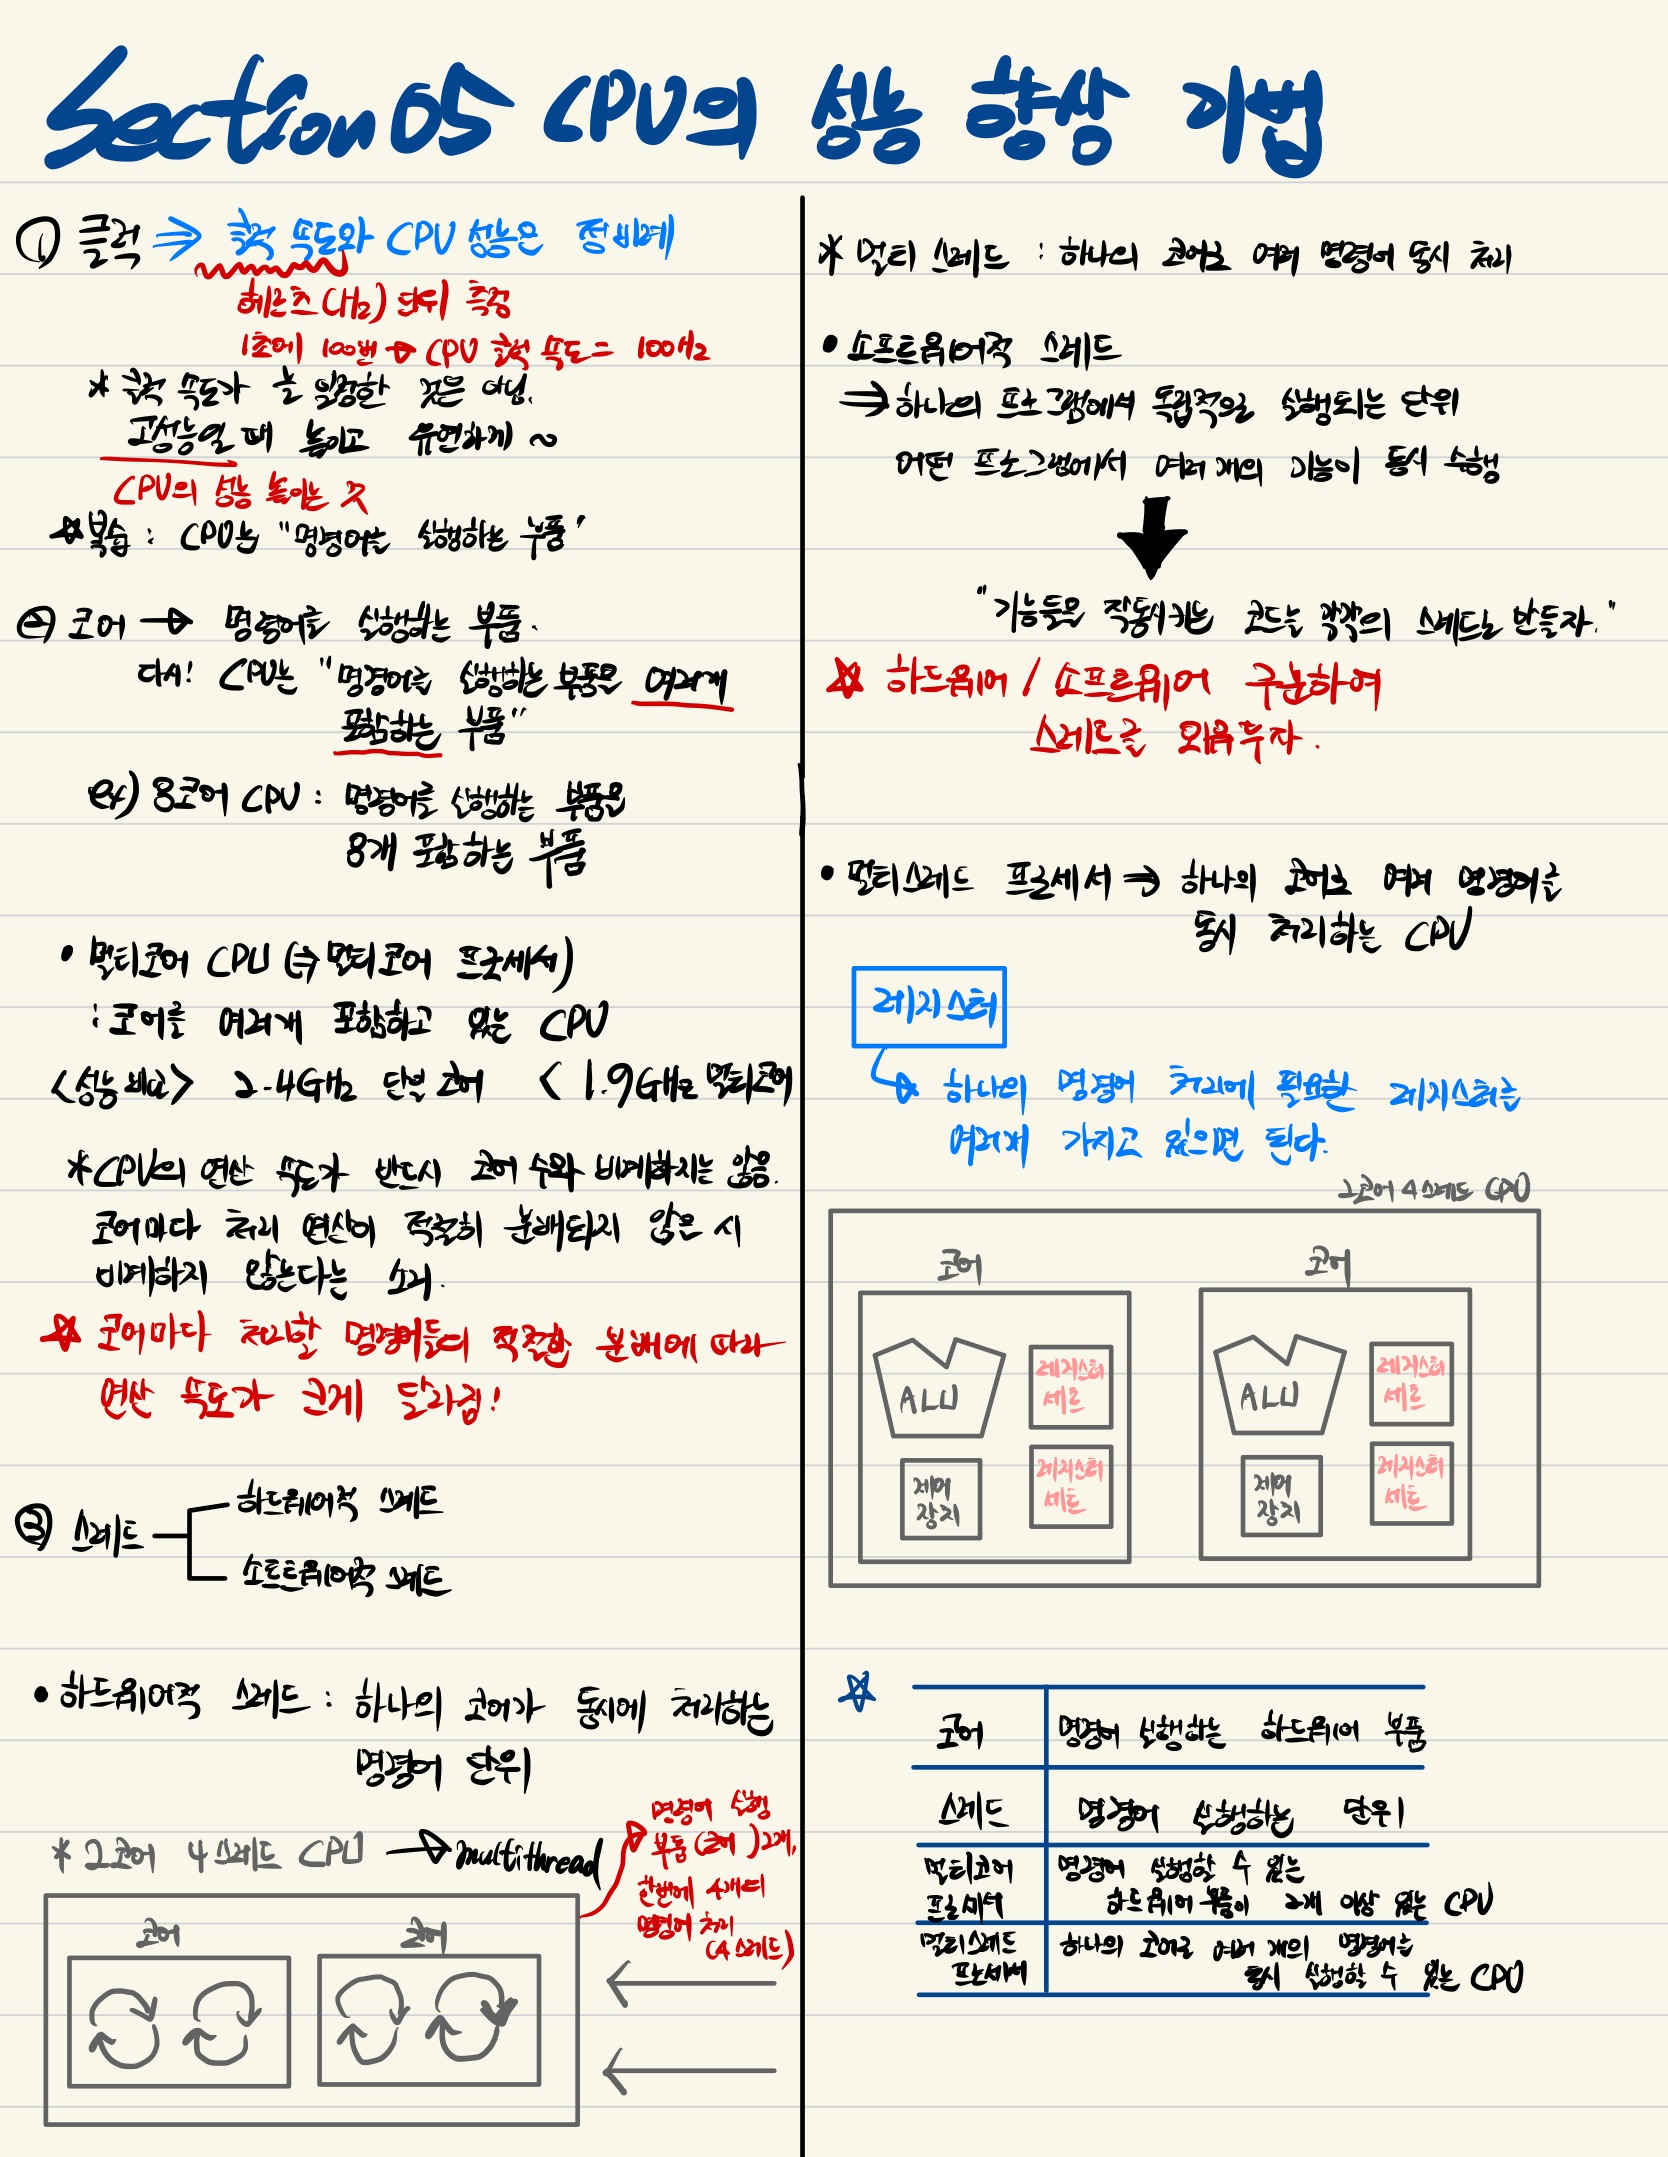 Section 05 CPU의 성능 향상 기법
① 클럭 ⇒ 클럭 속도와 CPU 성능은 정비례
헤르츠(Hz) 단위 측정
1초에 100번 → CPU 클럭 속도 = 100Hz
* 클럭 속도가 늘 일정한 것은 아님.
고성능일 때 높이고 유연하게 ~
CPU의 성능 높이는 것
☆복습 : CPU는 "명령어를 실행하는 부품"
② 코어 → 명령어를 실행하는 부품.
다시! CPU는 "명령어를 실행하는 부품을 여러개
포함하는 부품"
ex) 8코어 CPU : 명령어를 실행하는 부품을
8개 포함하는 부품
• 멀티코어 CPU (⇒ 멀티코어 프로세서)
: 코어를 여러개 포함하고 있는 CPU
<성능 비교> 2.4GHz 단일 코어 < 1.9GHz 멀티코어
* CPU의 연산 속도가 반드시 코어 수와 비례하지는 않음.
코어마다 처리 연산이 적절히 분배되지 않은 시
비례하지 않는다는 소리.
☆ 코어마다 처리할 명령어들의 적절한 분배에 따라
연산 속도가 크게 달라짐!
③ 스레드
하드웨어적 스레드
소프트웨어적 스레드
• 하드웨어적 스레드 : 하나의 코어가 동시에 처리하는
명령어 단위
* 2코어 4스레드 CPU → multithread
명령어 실행
부품(코어) 2개,
한번에 4개의
명령어 처리
(4스레드)
코어 코어
* 멀티 스레드 : 하나의 코어로 여러 명령어 동시 처리
• 소프트웨어적 스레드
⇒ 하나의 프로그램에서 독립적으로 실행되는 단위
어떤 프로그램에서 여러 개의 기능이 동시 수행
"기능들을 작동시키는 코드를 각각의 스레드로 만들자."
☆ 하드웨어 / 소프트웨어 구분하여
스레드를 외워두자.
• 멀티스레드 프로세서 ⇒ 하나의 코어로 여러 명령어를
동시 처리하는 CPU
레지스터
하나의 명령어 처리에 필요한 레지스터를
여러개 가지고 있으면 된다.
2코어 4스레드 CPU
코어 코어
ALU 레지스터 세트 ALU 레지스터 세트
제어 장치 레지스터 세트 제어 장치 레지스터 세트
☆
코어 명령어 실행하는 하드웨어 부품
스레드 명령어 실행하는 단위
멀티코어 명령어 실행할 수 있는
프로세서 하드웨어 부품이 2개 이상 있는 CPU
멀티스레드 하나의 코어로 여러 개의 명령어를
프로세서 동시 실행할 수 있는 CPU